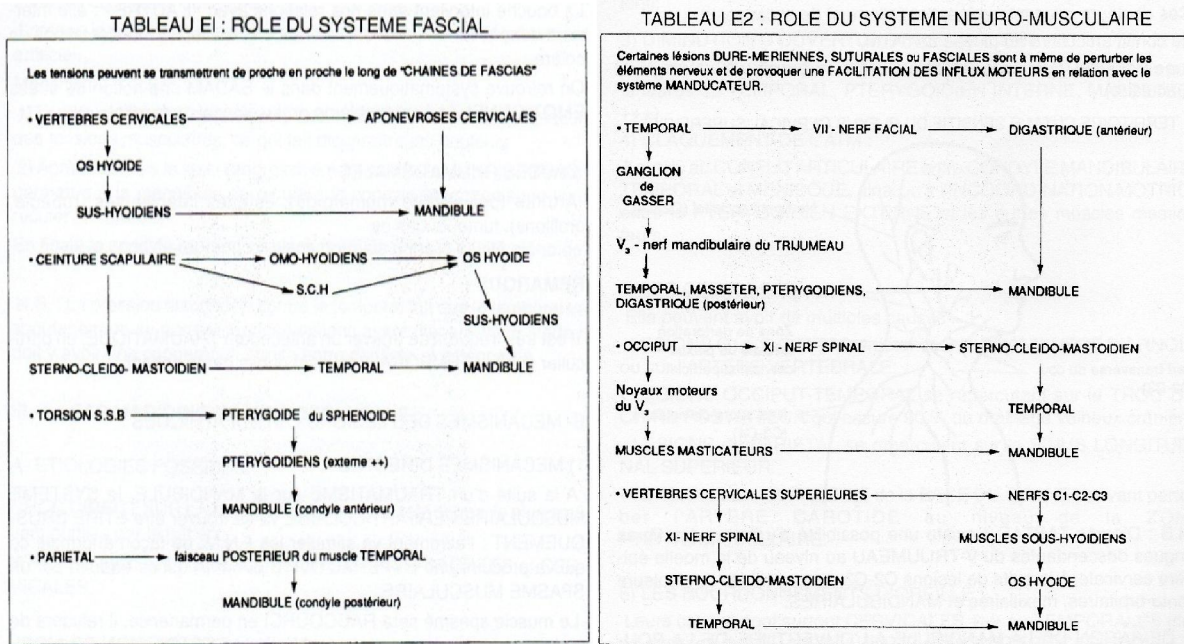 TABLEAU EI : ROLE DU SYSTEME FASCIAL
Les tensions peuvent se transmettrent de proche en proche le long de "CHAINES DE FASCIAS"
• VERTEBRES CERVICALES
APONEVROSES CERVICALES
OS HYOIDE
SUS-HYOIDIENS
MANDIBULE
• CEINTURE SCAPULAIRE
OMO-HYOIDIENS
OS HYOIDE
S.C.H
SUS-HYOIDIENS
STERNO-CLEIDO- MASTOIDIEN
TEMPORAL
MANDIBULE
• TORSION S.S.B
PTERYGOIDE du SPHENOIDE
PTERYGOIDIENS (externe ++)
MANDIBULE (condyle antérieur)
• PARIETAL
faisceau POSTERIEUR du muscle TEMPORAL
MANDIBULE (condyle postérieur)
TABLEAU E2 : ROLE DU SYSTEME NEURO-MUSCULAIRE
Certaines lésions DURE-MERIENNES, SUTURALES ou FASCIALES sont à même de perturber les
éléments nerveux et de provoquer une FACILITATION DES INFLUX MOTEURS en relation avec le
système MANDUCATEUR.
• TEMPORAL
VII - NERF FACIAL
DIGASTRIQUE (antérieur)
GANGLION
de
GASSER
V3 - nerf mandibulaire du TRIJUMEAU
TEMPORAL, MASSETER, PTERYGOIDIENS,
DIGASTRIQUE (postérieur)
MANDIBULE
• OCCIPUT
XI - NERF SPINAL
STERNO-CLEIDO-MASTOIDIEN
Noyaux moteurs
du V
TEMPORAL
MUSCLES MASTICATEURS
MANDIBULE
• VERTEBRES CERVICALES SUPERIEURES
NERFS C1-C2-C3
XI- NERF SPINAL
MUSCLES SOUS-HYOIDIENS
STERNO-CLEIDO-MASTOIDIEN
OS HYOIDE
TEMPORAL
MANDIBULE